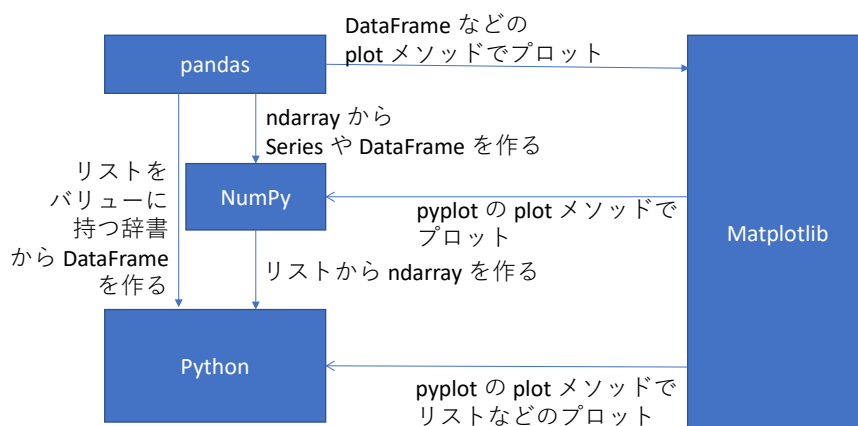 DataFrame などの
plot メソッドでプロット
pandas
ndarray から
Series や DataFrame を作る
リストを
バリューに
持つ辞書
から DataFrame
を作る
NumPy
pyplot の plot メソッドで
プロット
Matplotlib
リストから ndarray を作る
Python
pyplot の plot メソッドで
リストなどのプロット